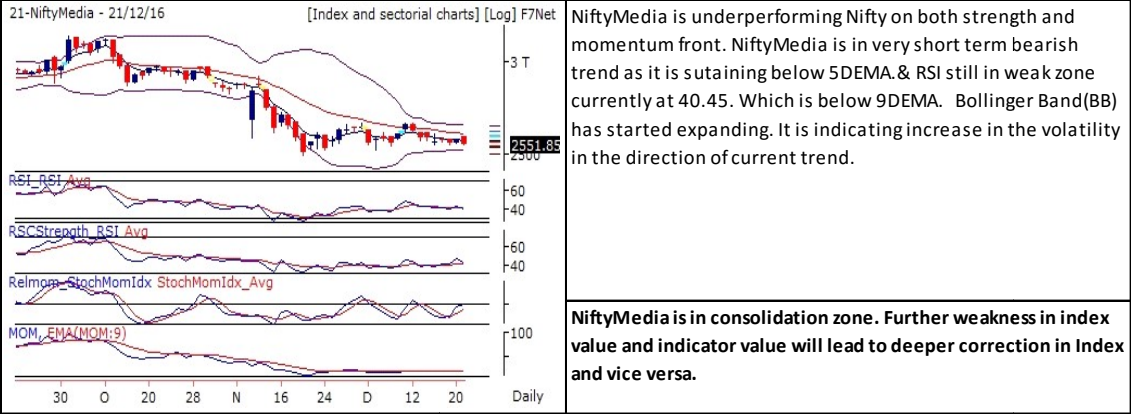 21-NiftyMedia - 21/12/16 [Index and sectorial charts] [Log] F7Net
3 T
2551.85
2500
RSI_RSI Avg
60
40
RSCStrength_RSI Avg
60
40
Relmom_StochMomIdx StochMomIdx_Avg
MOM, EMA(MOM:9)
100
30 O 20 28 N 16 24 D 12 20 Daily
NiftyMedia is underperforming Nifty on both strength and
momentum front. NiftyMedia is in very short term bearish
trend as it is sutaining below 5DEMA.& RSI still in weak zone
currently at 40.45. Which is below 9DEMA. Bollinger Band(BB)
has started expanding. It is indicating increase in the volatility
in the direction of current trend.
NiftyMedia is in consolidation zone. Further weakness in index
value and indicator value will lead to deeper correction in Index
and vice versa.